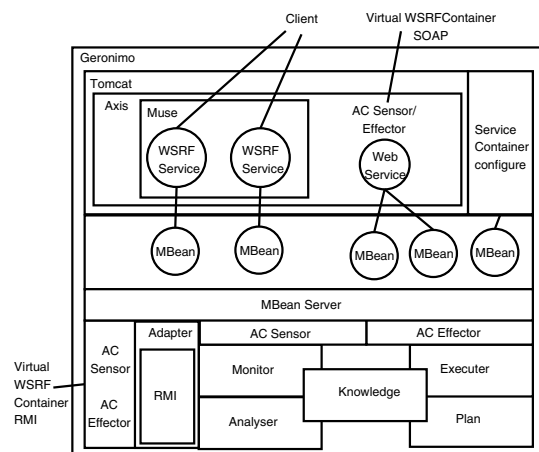 Client
Virtual WSRFContainer
SOAP
Geronimo
Tomcat
Axis
Muse
WSRF
Service
WSRF
Service
AC Sensor/
Effector
Web
Service
Service
Container
configure
MBean
MBean
MBean
MBean
MBean
MBean Server
AC
Sensor
AC
Effector
Adapter
RMI
AC Sensor
AC Effector
Monitor
Executer
Knowledge
Analyser
Plan
Virtual
WSRF
Container
RMI